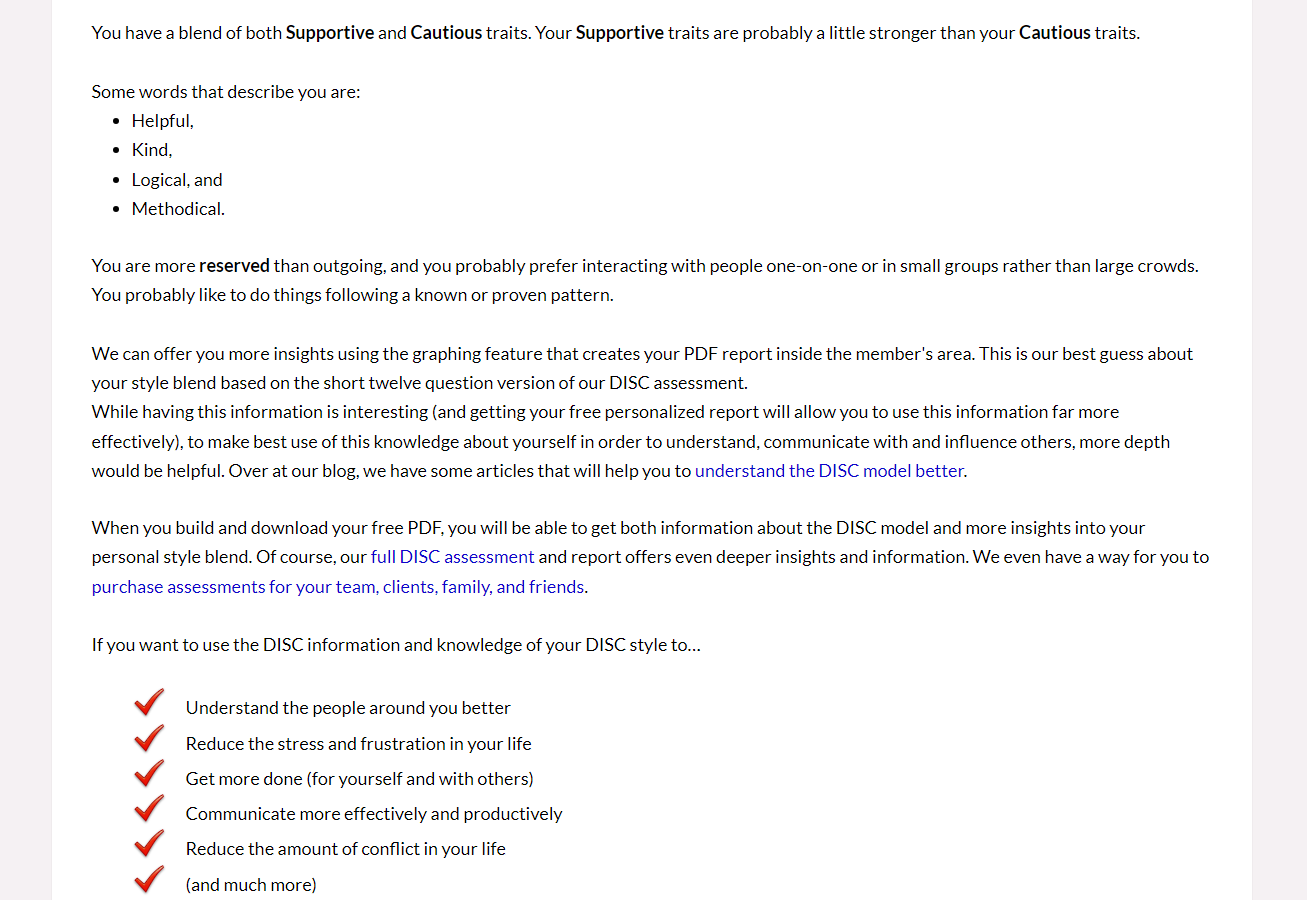 You have a blend of both Supportive and Cautious traits. Your Supportive traits are probably a little stronger than your Cautious traits.
Some words that describe you are:
• Helpful,
• Kind,
• Logical, and
• Methodical.
You are more reserved than outgoing, and you probably prefer interacting with people one-on-one or in small groups rather than large crowds.
You probably like to do things following a known or proven pattern.
We can offer you more insights using the graphing feature that creates your PDF report inside the member's area. This is our best guess about
your style blend based on the short twelve question version of our DISC assessment.
While having this information is interesting (and getting your free personalized report will allow you to use this information far more
effectively), to make best use of this knowledge about yourself in order to understand, communicate with and influence others, more depth
would be helpful. Over at our blog, we have some articles that will help you to understand the DISC model better.
When you build and download your free PDF, you will be able to get both information about the DISC model and more insights into your
personal style blend. Of course, our full DISC assessment and report offers even deeper insights and information. We even have a way for you to
purchase assessments for your team, clients, family, and friends.
If you want to use the DISC information and knowledge of your DISC style to…
Understand the people around you better
Reduce the stress and frustration in your life
Get more done (for yourself and with others)
Communicate more effectively and productively
Reduce the amount of conflict in your life
(and much more)